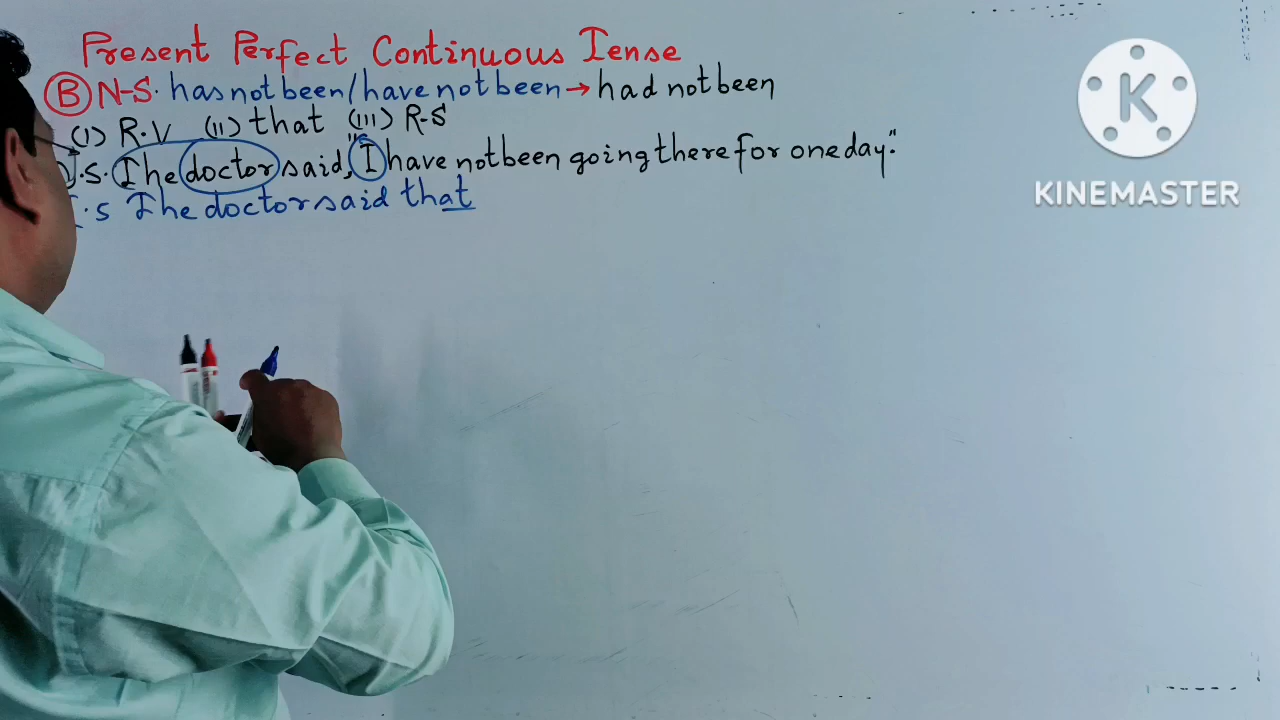 Present Perfect Continuous Tense
(B) N-S. has not been/have not been → had not been
(I) R.V (II) that (III) R-S
.S. The doctor said, "I have not been going there for one day."
I.S The doctor said that
K
KINEMASTER